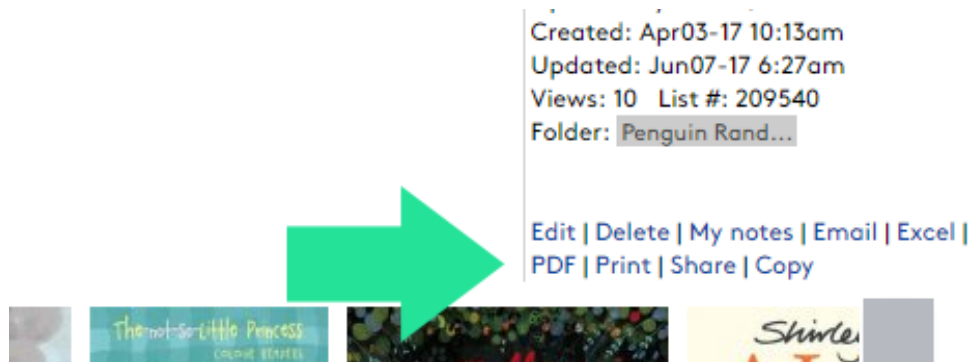 Created: Apr03-17 10:13am
Updated: Jun07-17 6:27am
Views: 10 List #: 209540
Folder: Penguin Rand...
Edit | Delete | My notes | Email | Excel |
PDF | Print | Share | Copy
The not-so-little Princess